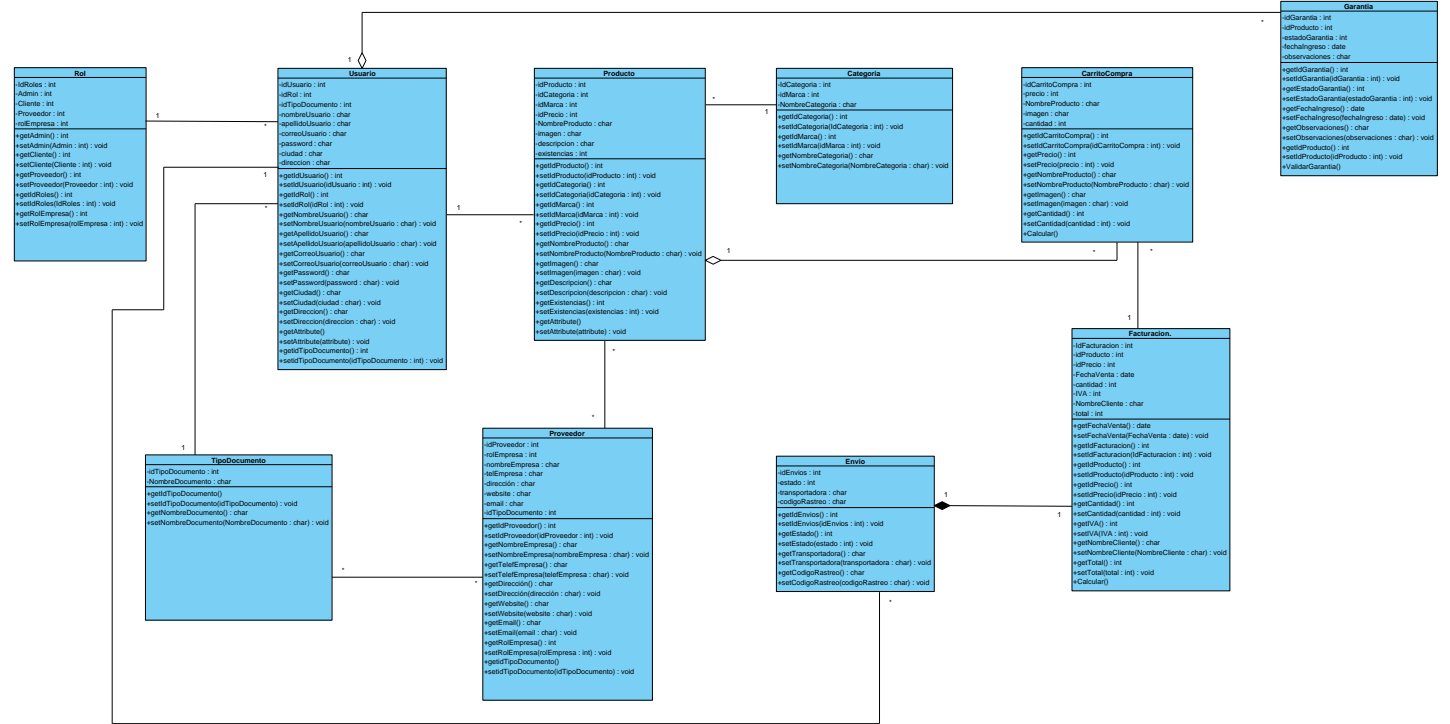 Rol
-IdRoles : int
-Admin : int
-Cliente : int
-Proveedor : int
-rolEmpresa : int
+getAdmin() : int
+setAdmin(Admin : int) : void
+getCliente() : int
+setCliente(Cliente : int) : void
+getProveedor() : int
+setProveedor(Proveedor : int) : void
+getIdRoles() : int
+setIdRoles(IdRoles : int) : void
+getRolEmpresa() : int
+setRolEmpresa(rolEmpresa : int) : void
1
*
Usuario
-idUsuario : int
-idRol : int
-idTipoDocumento : int
-nombreUsuario : char
-apellidoUsuario : char
-correoUsuario : char
-password : char
-ciudad : char
-direccion : char
+getIdUsuario() : int
+setIdUsuario(idUsuario : int) : void
+getIdRol() : int
+setIdRol(idRol : int) : void
+getNombreUsuario() : char
+setNombreUsuario(nombreUsuario : char) : void
+getApellidoUsuario() : char
+setApellidoUsuario(apellidoUsuario : char) : void
+getCorreoUsuario() : char
+setCorreoUsuario(correoUsuario : char) : void
+getPassword() : char
+setPassword(password : char) : void
+getCiudad() : char
+setCiudad(ciudad : char) : void
+getDireccion() : char
+setDireccion(direccion : char) : void
+getAttribute()
+setAttribute(attribute) : void
+getIdTipoDocumento() : int
+setIdTipoDocumento(idTipoDocumento : int) : void
1
*
1
*
1
*
Producto
-idProducto : int
-idCategoria : int
-idMarca : int
-idPrecio : int
-NombreProducto : char
-imagen : char
-descripcion : char
-existencias : int
+getIdProducto() : int
+setIdProducto(idProducto : int) : void
+getIdCategoria() : int
+setIdCategoria(idCategoria : int) : void
+getIdMarca() : int
+setIdMarca(idMarca : int) : void
+getIdPrecio() : int
+setIdPrecio(idPrecio : int) : void
+getNombreProducto() : char
+setNombreProducto(NombreProducto : char) : void
+getImagen() : char
+setImagen(imagen : char) : void
+getDescripcion() : char
+setDescripcion(descripcion : char) : void
+getExistencias() : int
+setExistencias(existencias : int) : void
+getAttribute()
+setAttribute(attribute) : void
*
1
1
*
Categoria
-IdCategoria : int
-idMarca : int
-NombreCategoria : char
+getIdCategoria() : int
+setIdCategoria(IdCategoria : int) : void
+getIdMarca() : int
+setIdMarca(idMarca : int) : void
+getNombreCategoria() : char
+setNombreCategoria(NombreCategoria : char) : void
CarritoCompra
-idCarritoCompra : int
-precio : int
-NombreProducto : char
-imagen : char
-cantidad : int
+getIdCarritoCompra() : int
+setIdCarritoCompra(idCarritoCompra : int) : void
+getPrecio() : int
+setPrecio(precio : int) : void
+getNombreProducto() : char
+setNombreProducto(NombreProducto : char) : void
+getImagen() : char
+setImagen(imagen : char) : void
+getCantidad() : int
+setCantidad(cantidad : int) : void
+Calcular()
*
1
Garantia
-idGarantia : int
-idProducto : int
-estadoGarantia : int
-fechaIngreso : date
-observaciones : char
+getIdGarantia() : int
+setIdGarantia(idGarantia : int) : void
+getEstadoGarantia() : int
+setEstadoGarantia(estadoGarantia : int) : void
+getFechaIngreso() : date
+setFechaIngreso(fechaIngreso : date) : void
+getObservaciones() : char
+setObservaciones(observaciones : char) : void
+getIdProducto() : int
+setIdProducto(idProducto : int) : void
+ValidarGarantia()
Facturacion.
-IdFacturacion : int
-idProducto : int
-idPrecio : int
-FechaVenta : date
-cantidad : int
-IVA : int
-NombreCliente : char
-total : int
+getFechaVenta() : date
+setFechaVenta(FechaVenta : date) : void
+getIdFacturacion() : int
+setIdFacturacion(IdFacturacion : int) : void
+getIdProducto() : int
+setIdProducto(idProducto : int) : void
+getIdPrecio() : int
+setIdPrecio(idPrecio : int) : void
+getCantidad() : int
+setCantidad(cantidad : int) : void
+getIVA() : int
+setIVA(IVA : int) : void
+getNombreCliente() : char
+setNombreCliente(NombreCliente : char) : void
+getTotal() : int
+setTotal(total : int) : void
+Calcular()
*
*
Proveedor
-idProveedor : int
-rolEmpresa : int
-nombreEmpresa : char
-telEmpresa : char
-dirección : char
-website : char
-email : char
-idTipoDocumento : int
+getIdProveedor() : int
+setIdProveedor(idProveedor : int) : void
+getNombreEmpresa() : char
+setNombreEmpresa(nombreEmpresa : char) : void
+getTelefEmpresa() : char
+setTelefEmpresa(telefEmpresa : char) : void
+getDirección() : char
+setDirección(dirección : char) : void
+getWebsite() : char
+setWebsite(website : char) : void
+getEmail() : char
+setEmail(email : char) : void
+getRolEmpresa() : int
+setRolEmpresa(rolEmpresa : int) : void
+getidTipoDocumento()
+setidTipoDocumento(idTipoDocumento) : void
1
TipoDocumento
-idTipoDocumento : int
-NombreDocumento : char
+getIdTipoDocumento()
+setIdTipoDocumento(idTipoDocumento) : void
+getNombreDocumento() : char
+setNombreDocumento(NombreDocumento : char) : void
*
*
Envio
-idEnvios : int
-estado : int
-transportadora : char
-codigoRastreo : char
+getIdEnvios() : int
+setIdEnvios(idEnvios : int) : void
+getEstado() : int
+setEstado(estado : int) : void
+getTransportadora() : char
+setTransportadora(transportadora : char) : void
+getCodigoRastreo() : char
+setCodigoRastreo(codigoRastreo : char) : void
1
1
*